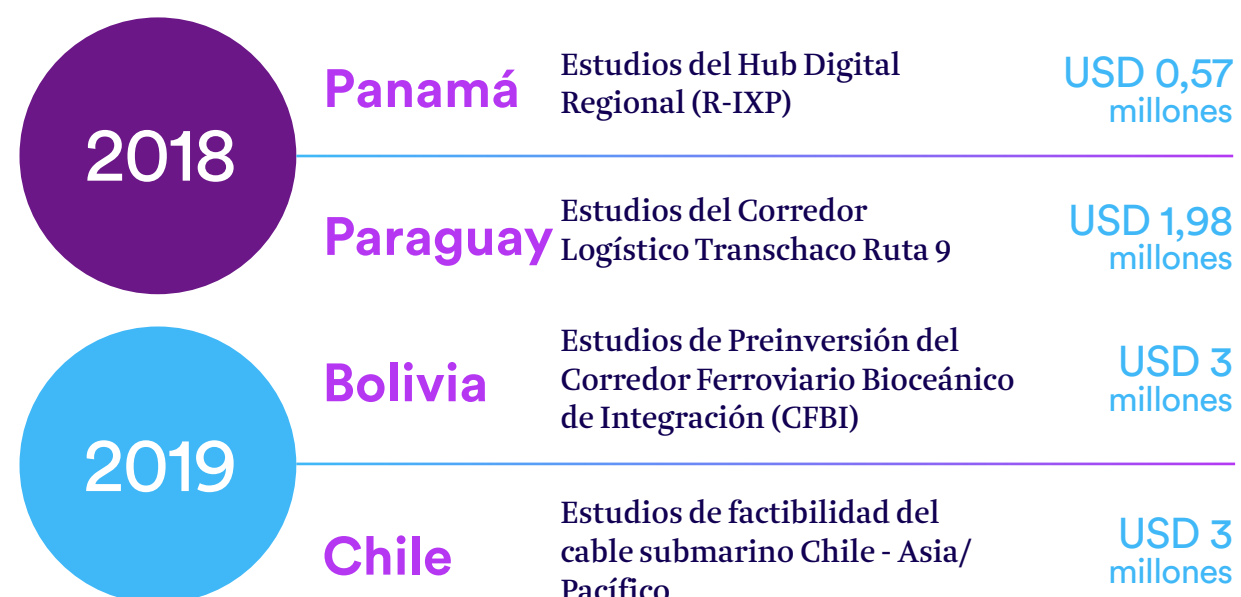 2018
Panamá
Estudios del Hub Digital
Regional (R-IXP)
USD 0,57
millones
Paraguay
Estudios del Corredor
Logístico Transchaco Ruta 9
USD 1,98
millones
2019
Bolivia
Estudios de Preinversión del
Corredor Ferroviario Bioceánico
de Integración (CFBI)
USD 3
millones
Chile
Estudios de factibilidad del
cable submarino Chile - Asia/
Pacífico
USD 3
millones